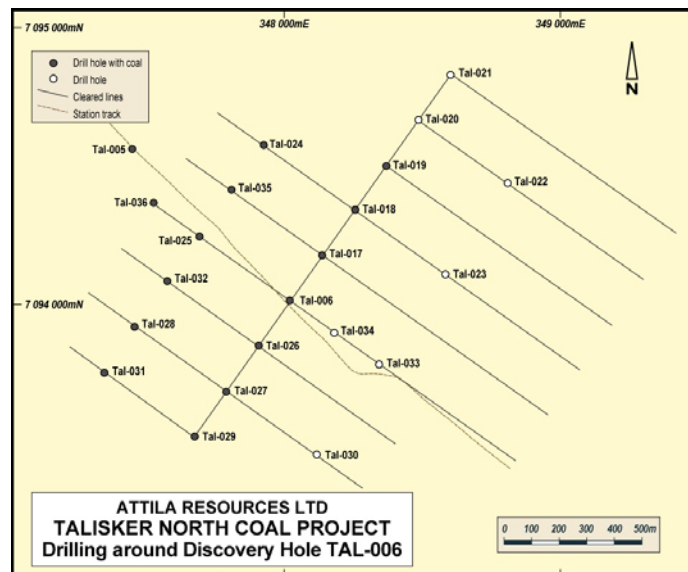 348 000mE
349 000mE
7 095 000mN
Drill hole with coal
Drill hole
Cleared lines
Station track
N
Tal-021
Tal-020
Tal-024
Tal-005
Tal-019
Tal-022
Tal-035
Tal-036
Tal-018
Tal-025
Tal-017
Tal-023
Tal-032
7 094 000mN
Tal-006
Tal-028
Tal-034
Tal-026
Tal-033
Tal-031
Tal-027
Tal-029
Tal-030
ATTILA RESOURCES LTD
TALISKER NORTH COAL PROJECT
Drilling around Discovery Hole TAL-006
0 100 200 300 400 500m